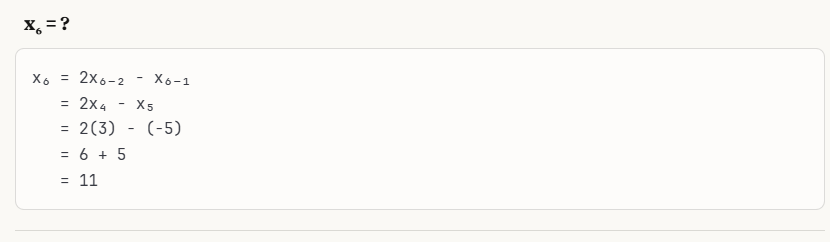 x₆ = ?
x₆ = 2x₆₋₂ - x₆₋₁
= 2x₄ - x₅
= 2(3) - (-5)
= 6 + 5
= 11